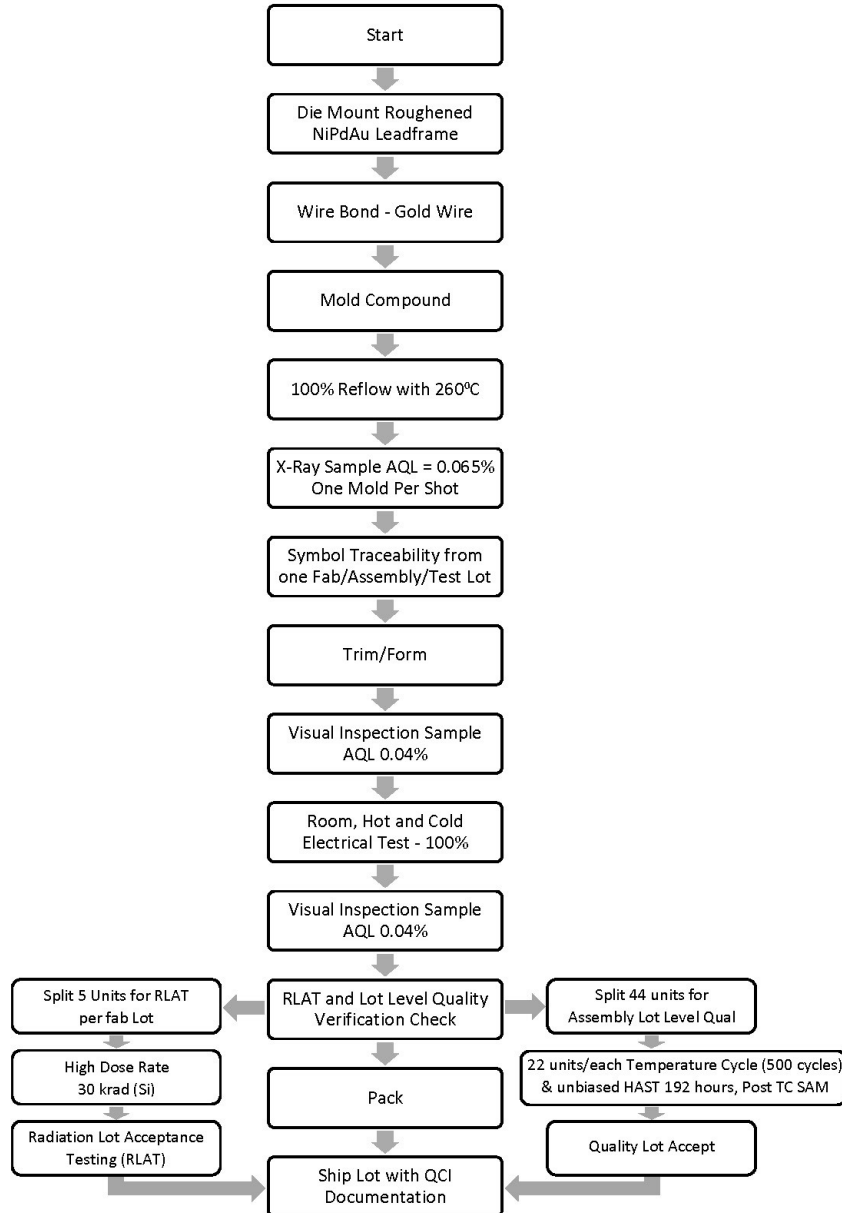 Start
Die Mount Roughened
NiPdAu Leadframe
Wire Bond - Gold Wire
Mold Compound
100% Reflow with 260⁰C
X-Ray Sample AQL = 0.065%
One Mold Per Shot
Symbol Traceability from
one Fab/Assembly/Test Lot
Trim/Form
Visual Inspection Sample
AQL 0.04%
Room, Hot and Cold
Electrical Test - 100%
Visual Inspection Sample
AQL 0.04%
RLAT and Lot Level Quality
Verification Check
Split 5 Units for RLAT
per fab Lot
High Dose Rate
30 krad (Si)
Radiation Lot Acceptance
Testing (RLAT)
Pack
Split 44 units for
Assembly Lot Level Qual
22 units/each Temperature Cycle (500 cycles)
& unbiased HAST 192 hours, Post TC SAM
Quality Lot Accept
Ship Lot with QCI
Documentation